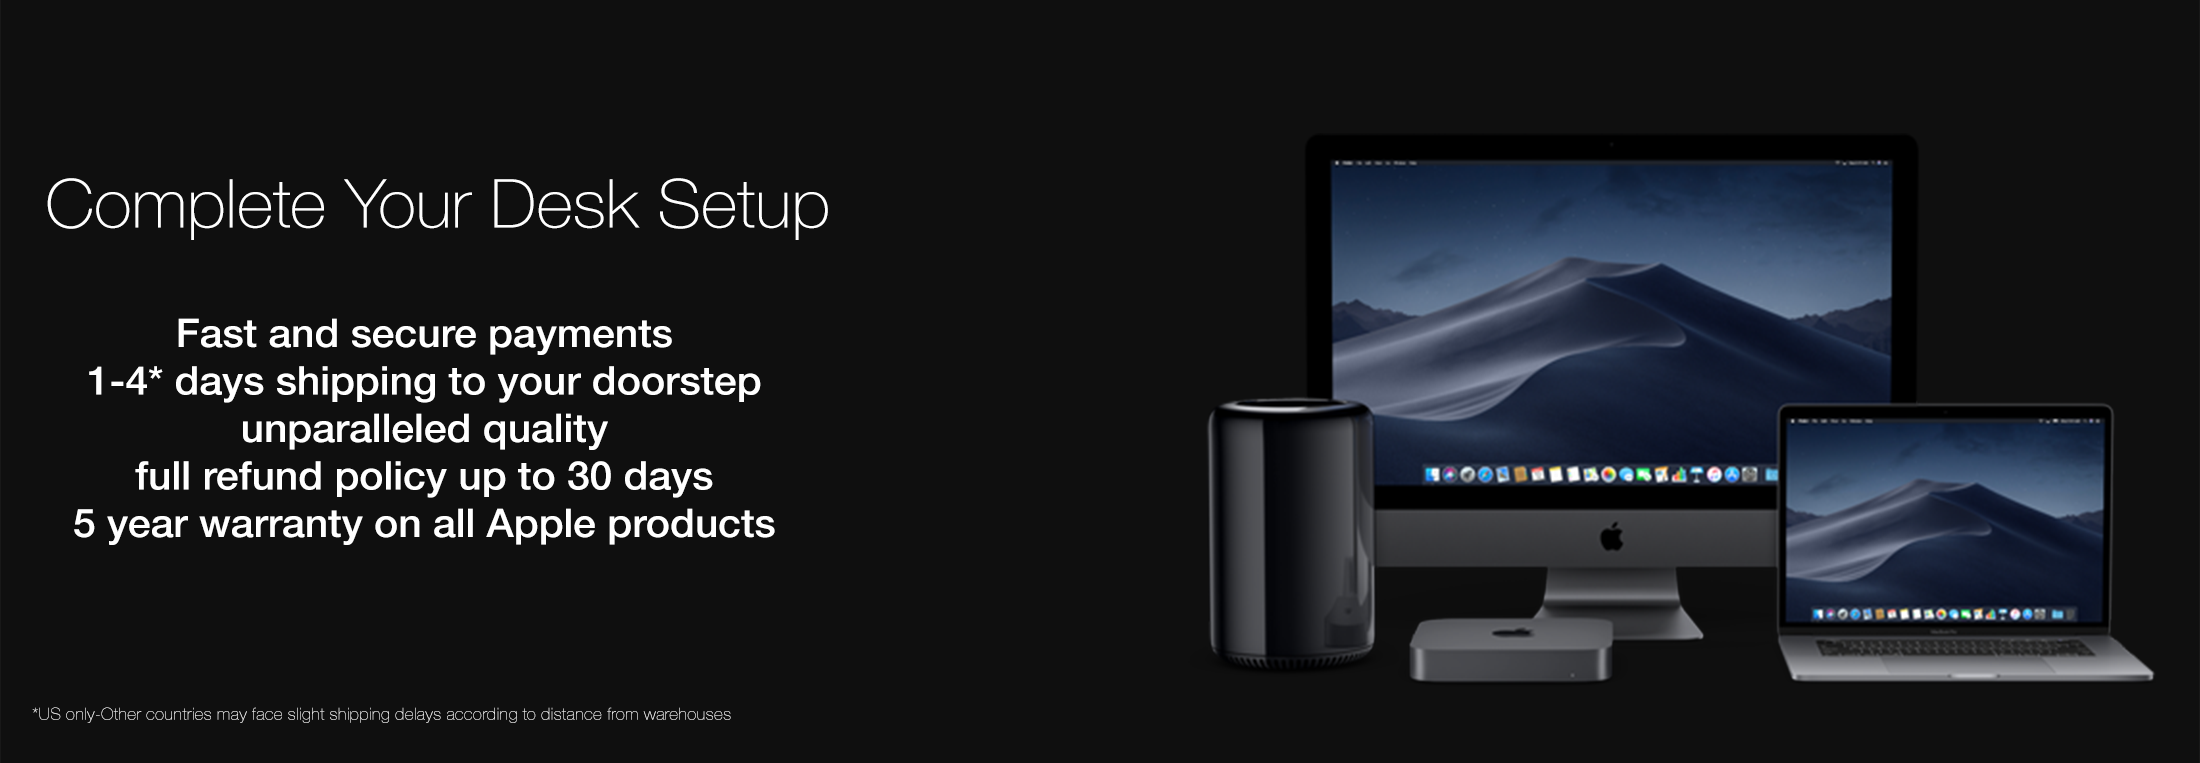 Complete Your Desk Setup
Fast and secure payments
1-4* days shipping to your doorstep
unparalleled quality
full refund policy up to 30 days
5 year warranty on all Apple products
*US only-Other countries may face slight shipping delays according to distance from warehouses